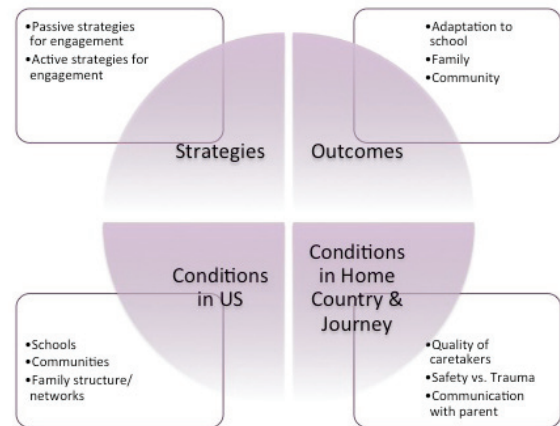 •Passive strategies
for engagement
•Active strategies for
engagement
•Adaptation to
school
•Family
•Community
Strategies
Outcomes
Conditions
in US
Conditions
in Home
Country &
Journey
•Schools
•Communities
•Family structure/
networks
•Quality of
caretakers
•Safety vs. Trauma
•Communication
with parent